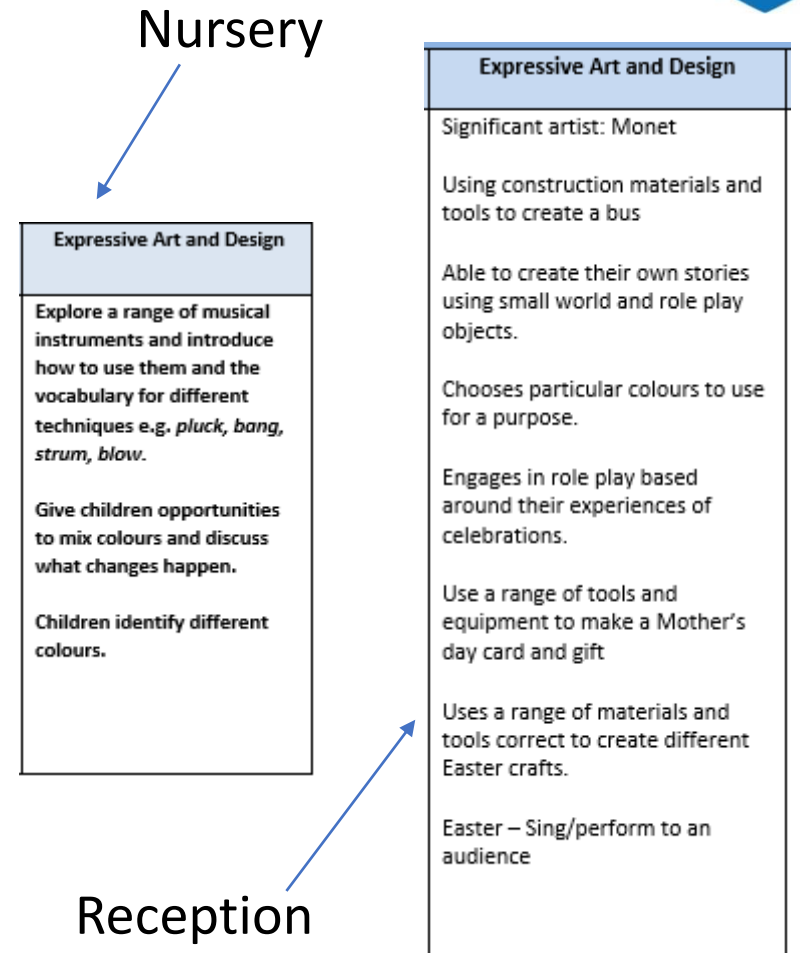 Nursery
Expressive Art and Design
Explore a range of musical
instruments and introduce
how to use them and the
vocabulary for different
techniques e.g. pluck, bang,
strum, blow.
Give children opportunities
to mix colours and discuss
what changes happen.
Children identify different
colours.
Reception
Expressive Art and Design
Significant artist: Monet
Using construction materials and
tools to create a bus
Able to create their own stories
using small world and role play
objects.
Chooses particular colours to use
for a purpose.
Engages in role play based
around their experiences of
celebrations.
Use a range of tools and
equipment to make a Mother's
day card and gift
Uses a range of materials and
tools correct to create different
Easter crafts.
Easter – Sing/perform to an
audience